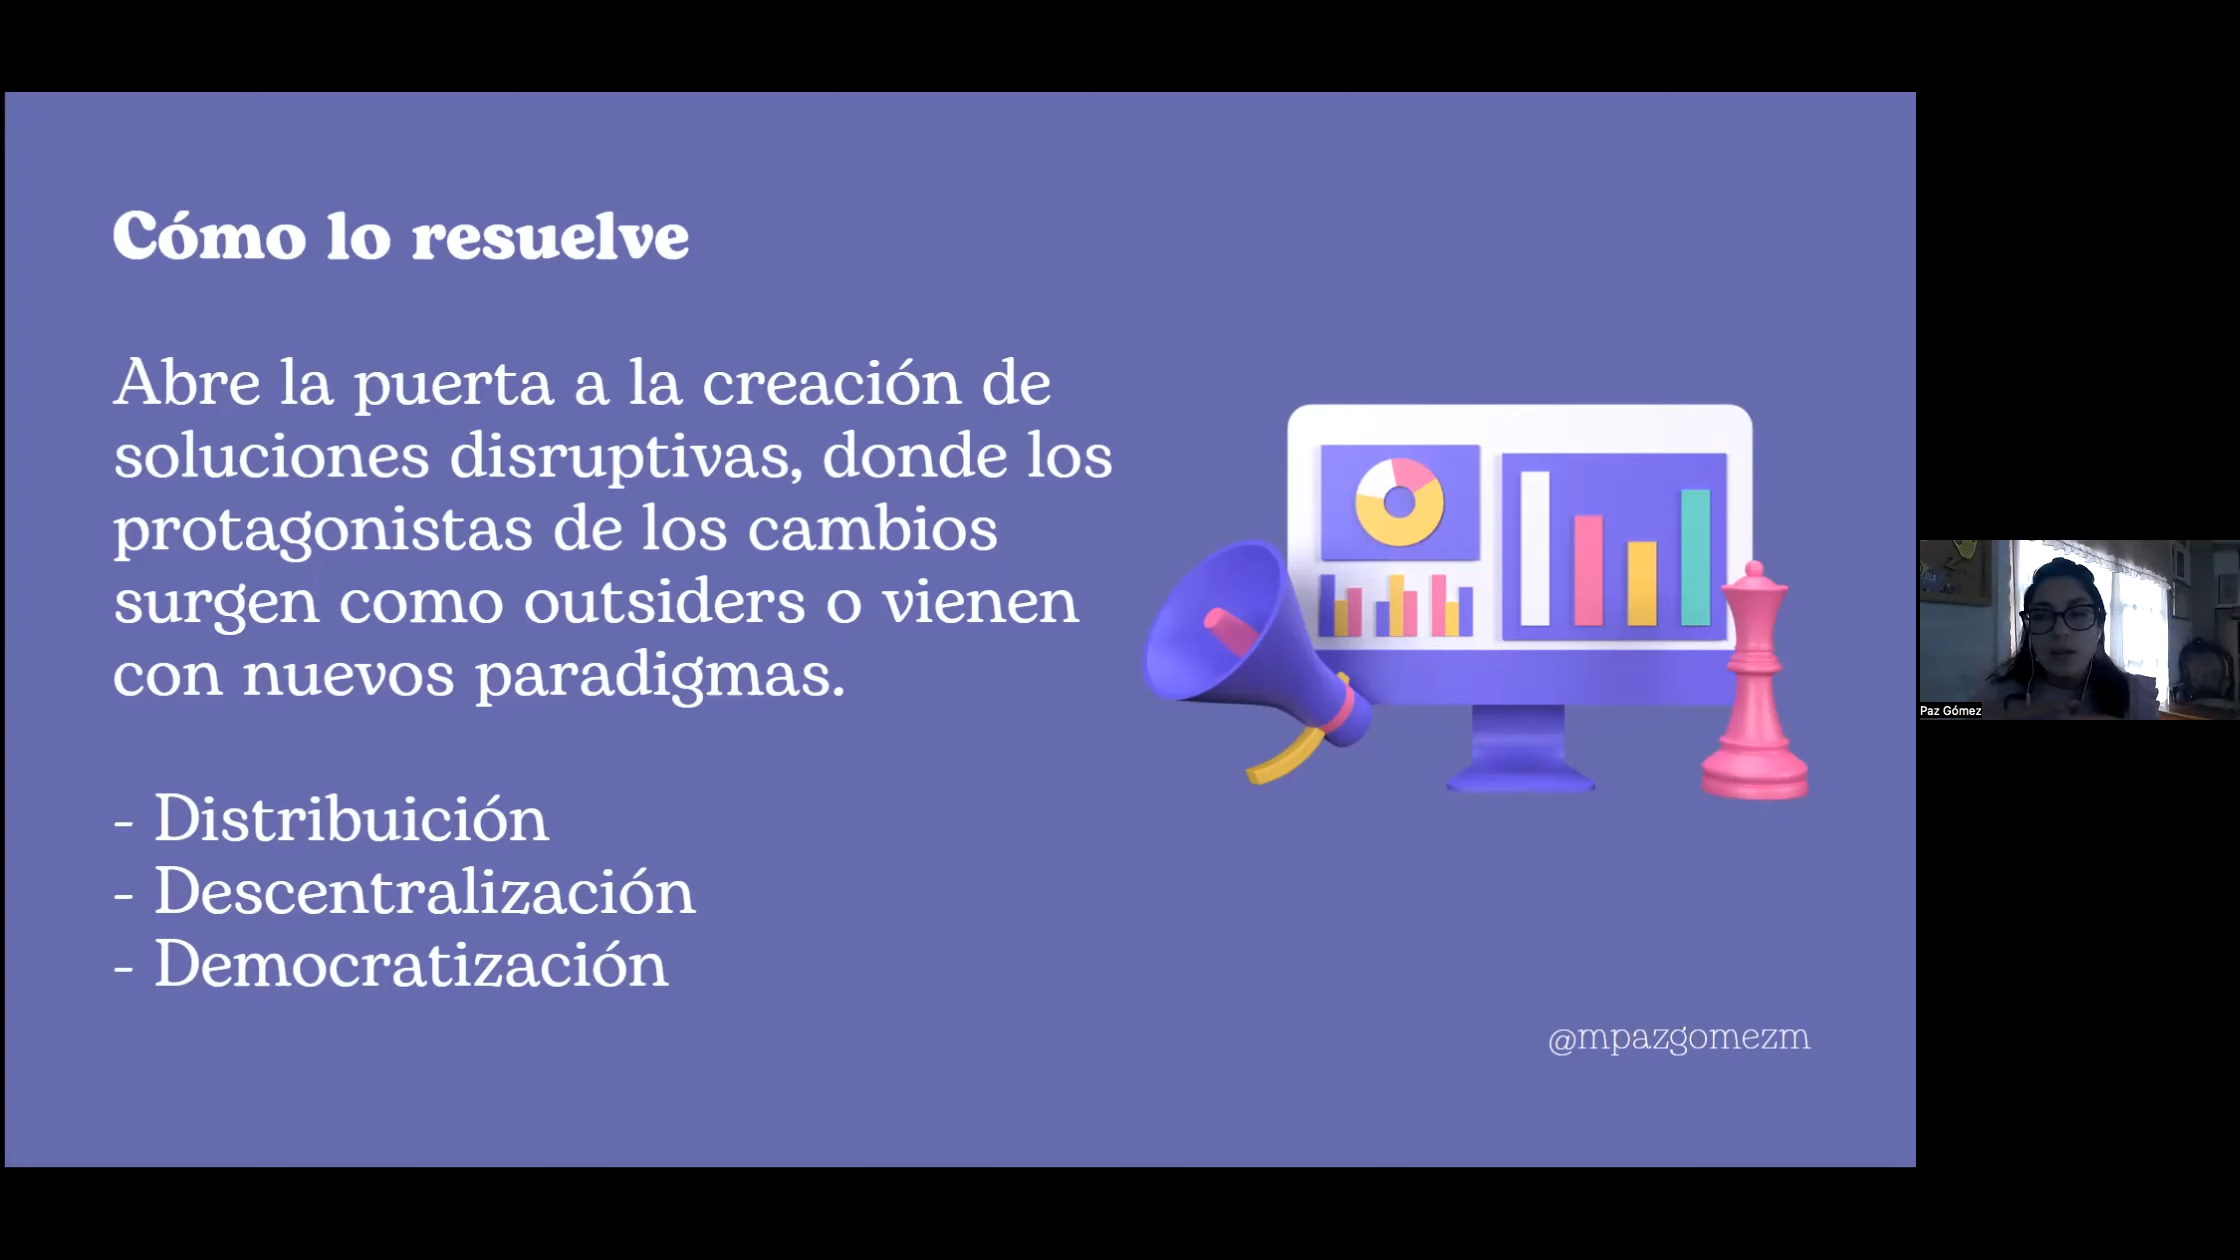 Cómo lo resuelve
Abre la puerta a la creación de
soluciones disruptivas, donde los
protagonistas de los cambios
surgen como outsiders o vienen
con nuevos paradigmas.
- Distribuición
- Descentralización
- Democratización
@mpazgomezm
Paz Gómez